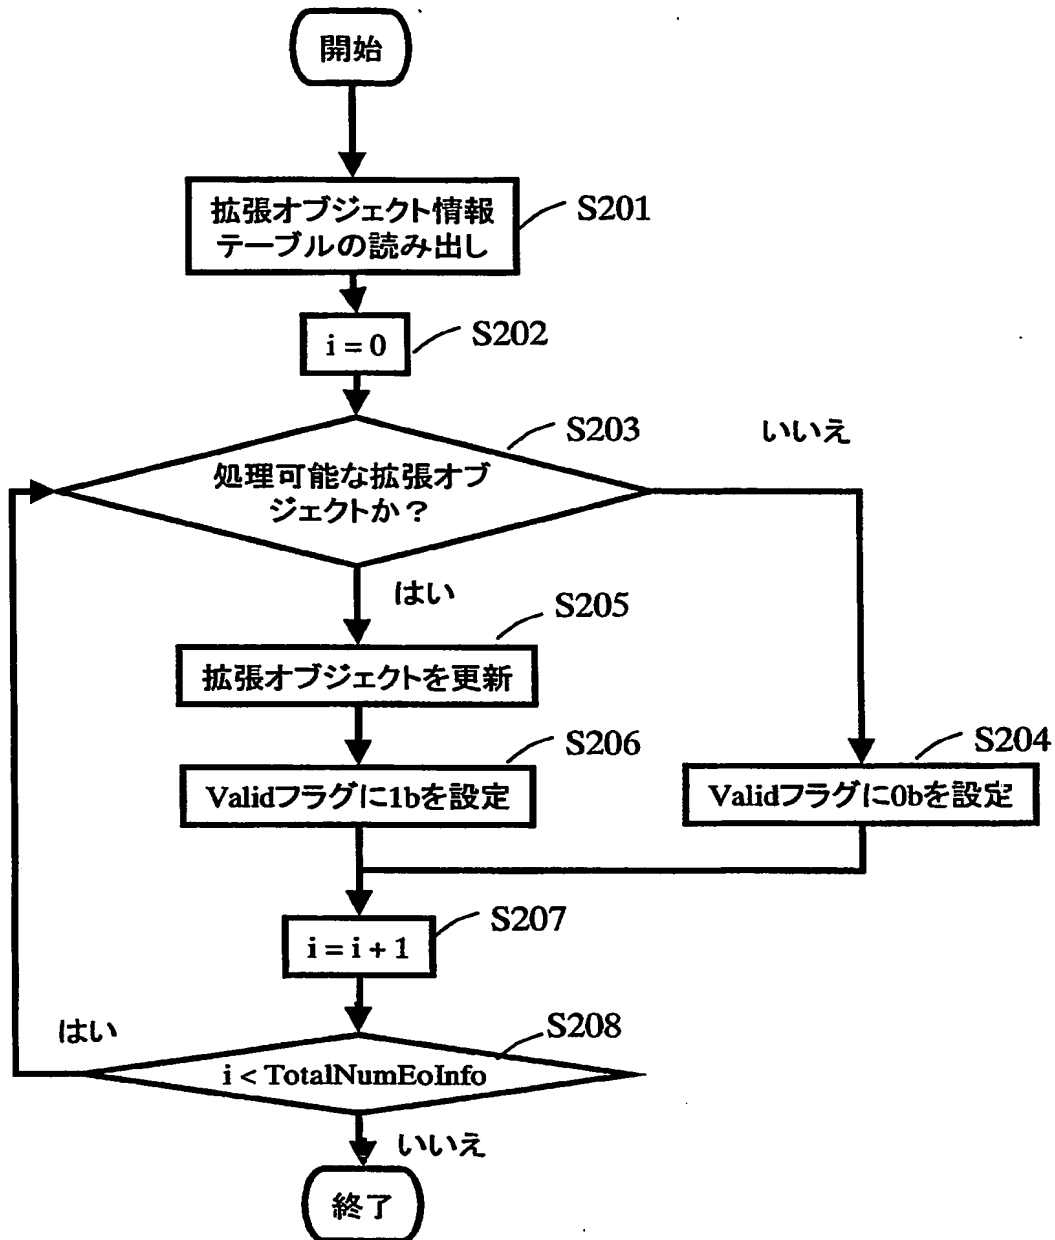 開始
拡張オブジェクト情報
テーブルの読み出し
S201
i = 0
S202
S203
いいえ
処理可能な拡張オブ
ジェクトか？
はい
S205
拡張オブジェクトを更新
S206
S204
Validフラグに1bを設定
Validフラグに0bを設定
S207
i = i + 1
はい
S208
i < TotalNumEoInfo
いいえ
終了